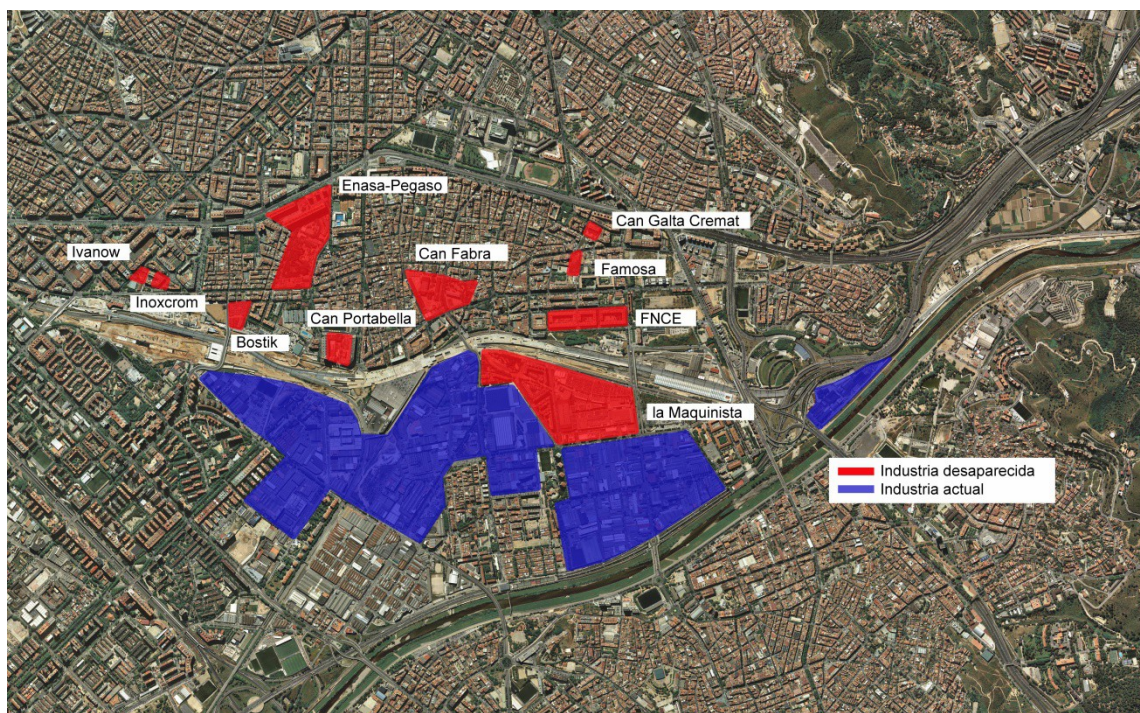 Enasa-Pegaso
Can Galta Cremat
Ivanow
Can Fabra
Famosa
Inoxcrom
Can Portabella
FNCE
Bostik
la Maquinista
Industria desaparecida
Industria actual